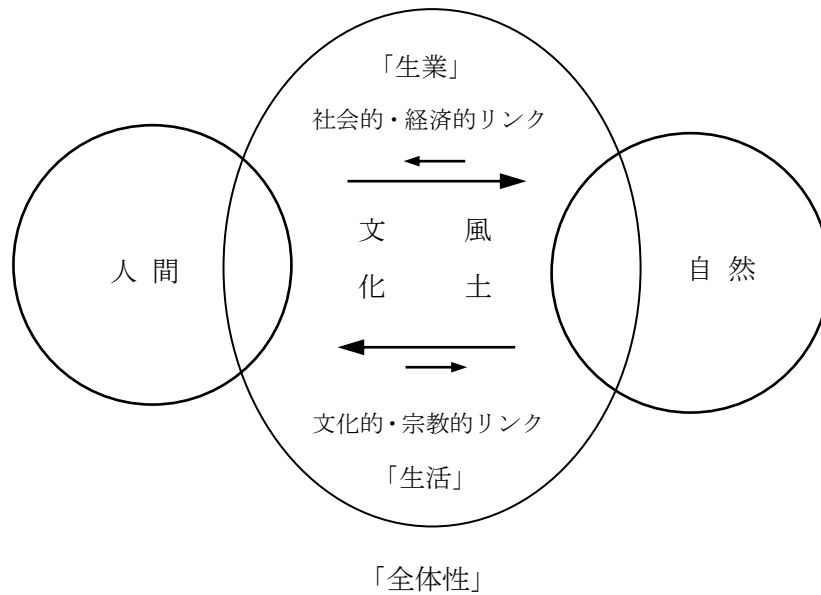 「生業」
社会的・経済的リンク
人間
文化
風土
自然
文化的・宗教的リンク
「生活」
「全体性」